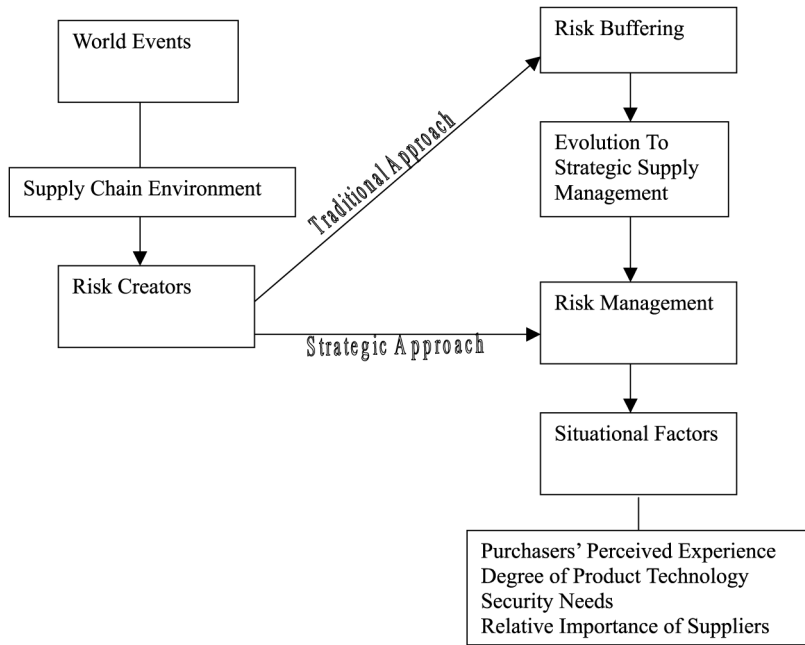 World Events
Supply Chain Environment
Risk Creators
Traditional Approach
Strategic Approach
Risk Buffering
Evolution To
Strategic Supply
Management
Risk Management
Situational Factors
Purchasers’ Perceived Experience
Degree of Product Technology
Security Needs
Relative Importance of Suppliers